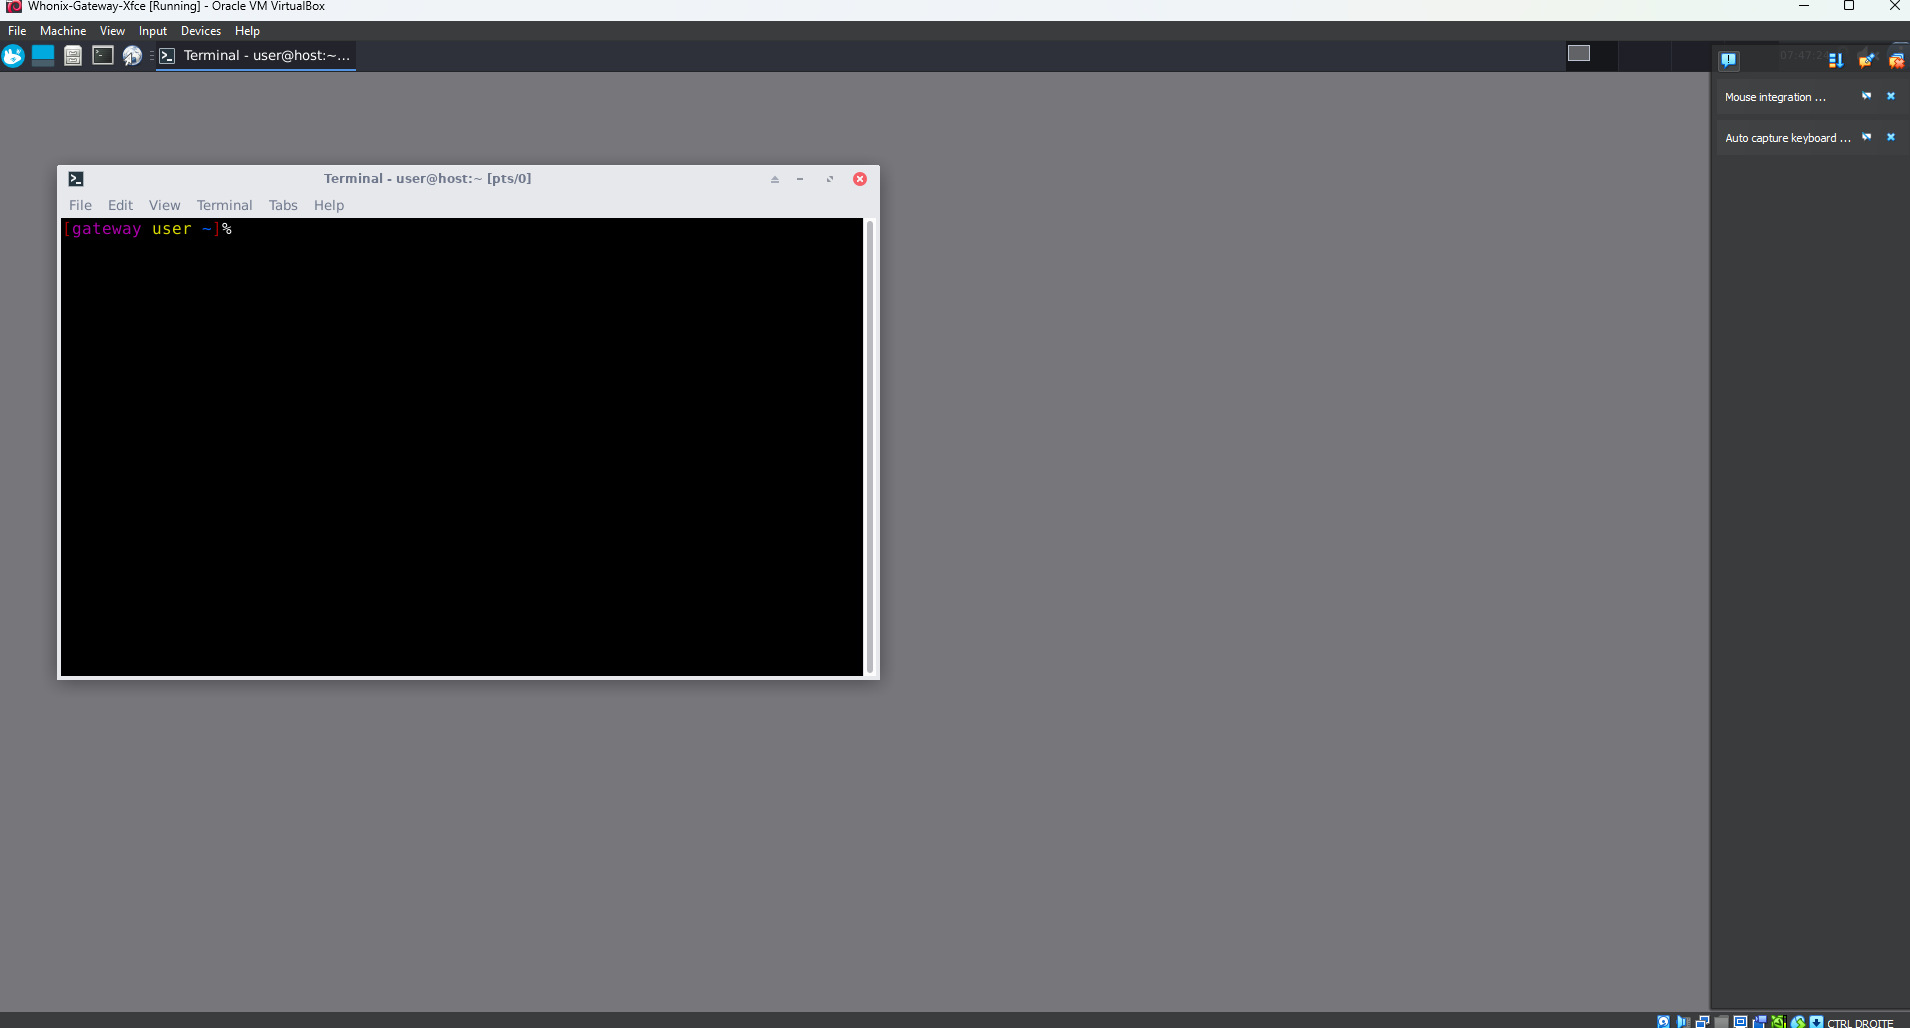 Whonix-Gateway-Xfce [Running] - Oracle VM VirtualBox
File Machine View Input Devices Help
Terminal - user@host:~...
Mouse integration ...
Auto capture keyboard ...
Terminal - user@host:~ [pts/0]
File Edit View Terminal Tabs Help
[gateway user ~]%
CTRL DROITE